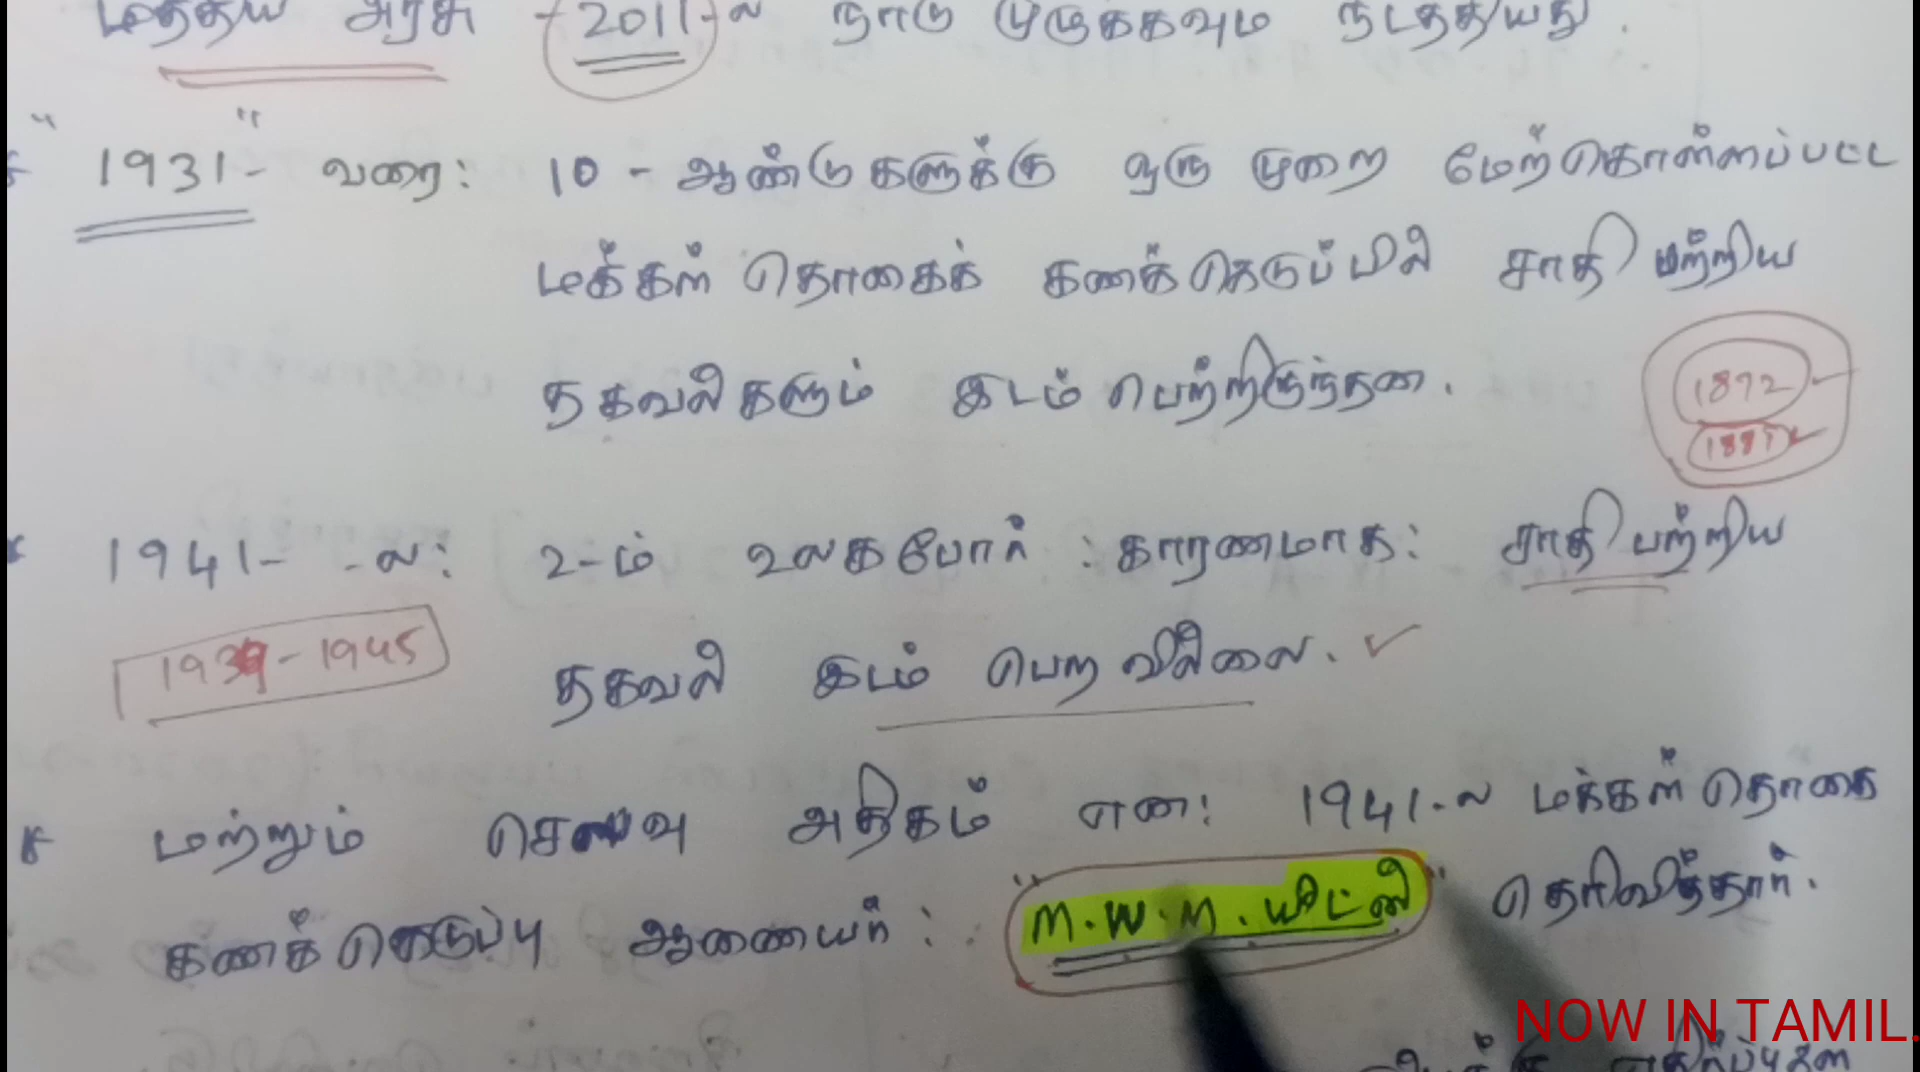 மத்திய அரசு - 2011-ல நாடு முழுக்கவும் நடத்தியது.
"1931"- வரை: 10 - ஆண்டுகளுக்கு ஒரு முறை மேற்கொள்ளப்பட்ட
மக்கள் தொகைக் கணக்கெடுப்பில் சாதி பற்றிய
தகவல்களும் இடம் பெற்றிருந்தன.
1872
1881
1941- -ல: 2-ம் உலகபோர் : காரணமாக: சாதி பற்றிய
1939-1945
தகவல் இடம் பெற வில்லை.
மற்றும் செலவு அதிகம் என: 1941-ல மக்கள் தொகை
கணக்கெடுப்பு ஆணையர்: "M.W.M. யீட்ஸ்" தெரிவித்தார்.
NOW IN TAMIL.